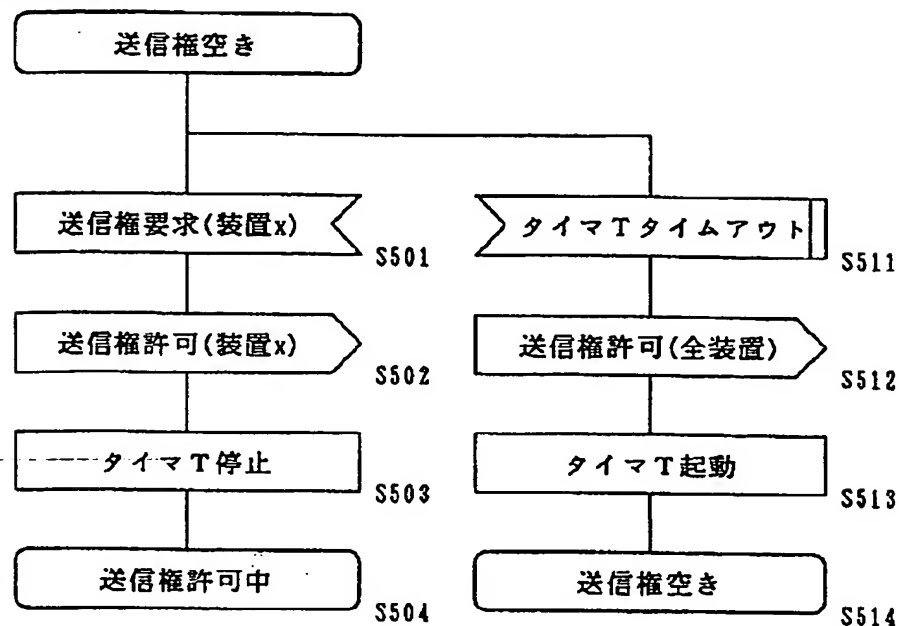 送信権空き
送信権要求(装置x)
S501
送信権許可(装置x)
S502
タイマT停止
S503
送信権許可中
S504
タイマTタイムアウト
S511
送信権許可(全装置)
S512
タイマT起動
S513
送信権空き
S514